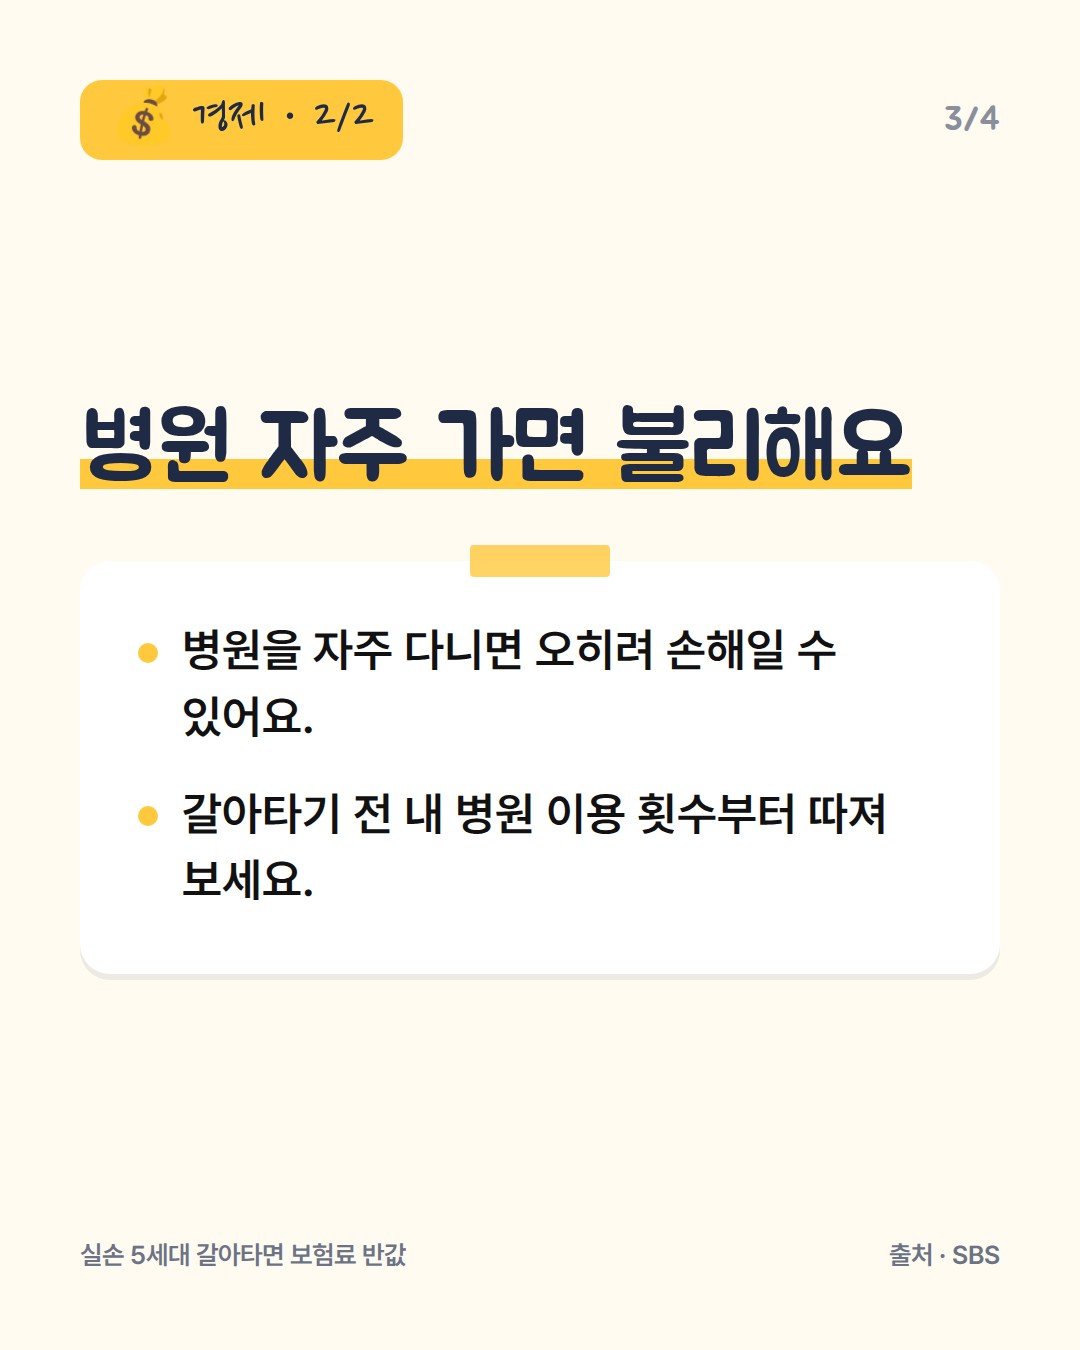 경제 · 2/2
3/4
병원 자주 가면 불리해요
병원을 자주 다니면 오히려 손해일 수
있어요.
갈아타기 전 내 병원 이용 횟수부터 따져
보세요.
실손 5세대 갈아타면 보험료 반값
출처 · SBS